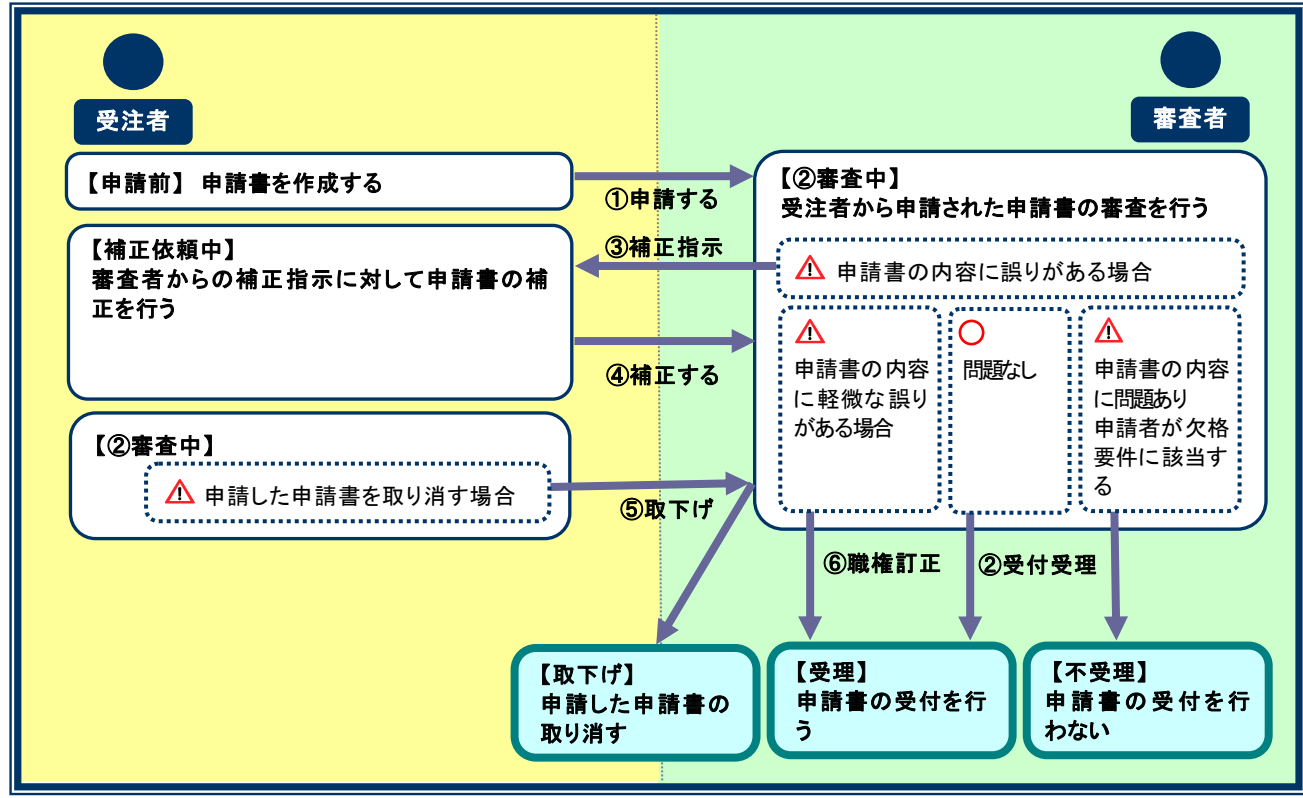 受注者
審査者
【申請前】 申請書を作成する
①申請する
【②審査中】
受注者から申請された申請書の審査を行う
③補正指示
申請書の内容に誤りがある場合
【補正依頼中】
審査者からの補正指示に対して申請書の補
正を行う
④補正する
申請書の内容
に軽微な誤り
がある場合
問題なし
申請書の内容
に問題あり
申請者が欠格
要件に該当す
る
【②審査中】
申請した申請書を取り消す場合
⑤取下げ
⑥職権訂正
②受付受理
【取下げ】
申請した申請書の
取り消す
【受理】
申請書の受付を行
う
【不受理】
申請書の受付を行
わない